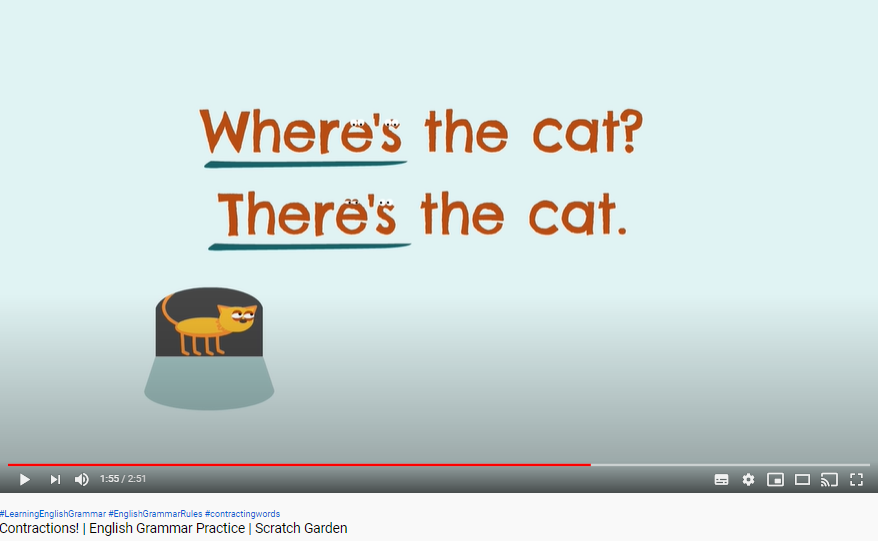 Where's the cat?
There's the cat.
1:55 / 2:51
#LearningEnglishGrammar #EnglishGrammarRules #contractingwords
Contractions! | English Grammar Practice | Scratch Garden